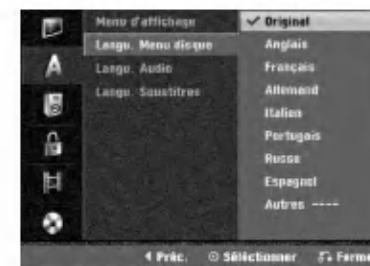 Menu d'affichage
Langu. Menu disque
Langu. Audio
Langu. Soustitres
✓ Original
Anglais
Français
Allemand
Italien
Portugais
Russe
Espagnol
Autres ----
Préc.
Sélectionner
Ferme